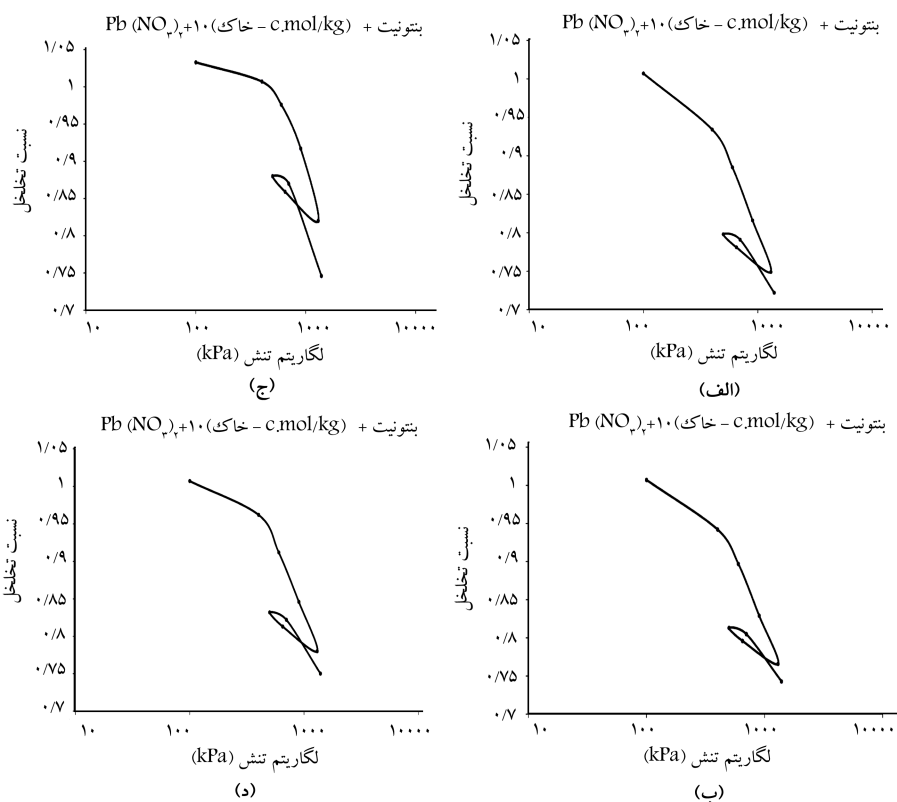 بنتونیت + Pb (NO۳)۲+۱۰(خاک – c.mol/kg)
۱/۰۵
۱
۰/۹۵
۰/۹
۰/۸۵
۰/۸
۰/۷۵
۰/۷
نسبت تخلخل
۱۰ ۱۰۰ ۱۰۰۰ ۱۰۰۰۰
لگاریتم تنش (kPa)
(الف)
بنتونیت + Pb (NO۳)۲+۱۰(خاک – c.mol/kg)
۱/۰۵
۱
۰/۹۵
۰/۹
۰/۸۵
۰/۸
۰/۷۵
۰/۷
نسبت تخلخل
۱۰ ۱۰۰ ۱۰۰۰ ۱۰۰۰۰
لگاریتم تنش (kPa)
(ج)
بنتونیت + Pb (NO۳)۲+۱۰(خاک – c.mol/kg)
۱/۰۵
۱
۰/۹۵
۰/۹
۰/۸۵
۰/۸
۰/۷۵
۰/۷
نسبت تخلخل
۱۰ ۱۰۰ ۱۰۰۰ ۱۰۰۰۰
لگاریتم تنش (kPa)
(ب)
بنتونیت + Pb (NO۳)۲+۱۰(خاک – c.mol/kg)
۱/۰۵
۱
۰/۹۵
۰/۹
۰/۸۵
۰/۸
۰/۷۵
۰/۷
نسبت تخلخل
۱۰ ۱۰۰ ۱۰۰۰ ۱۰۰۰۰
لگاریتم تنش (kPa)
(د)